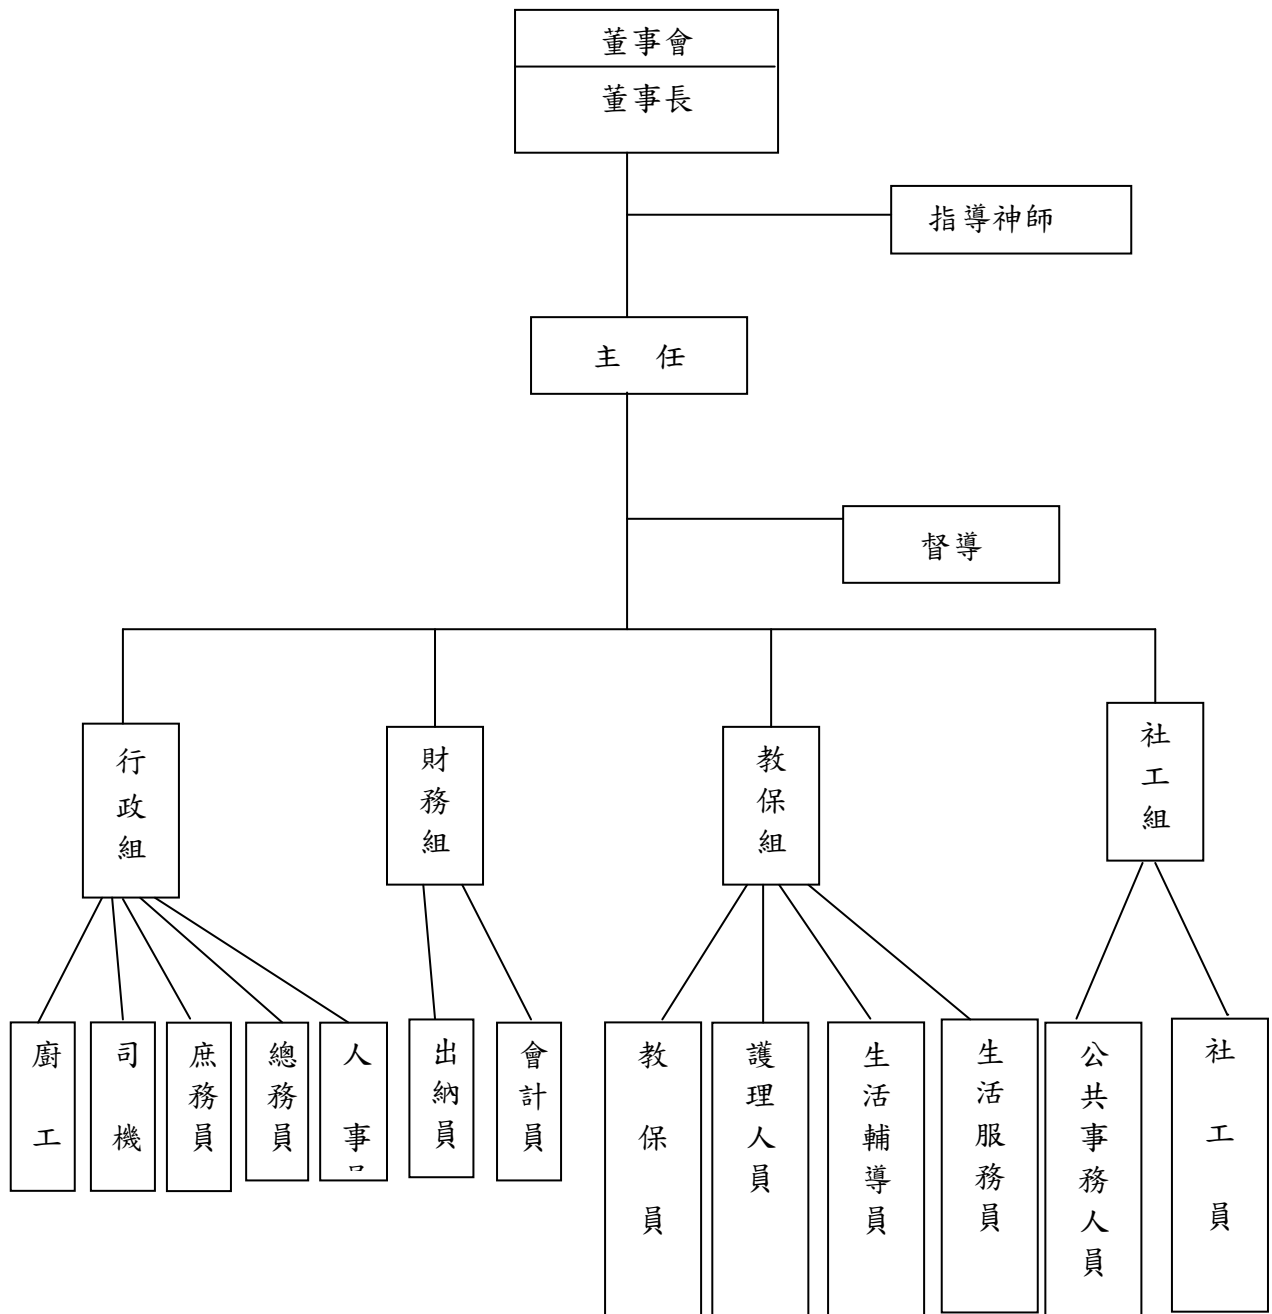 董事會
董事長
指導神師
主 任
督導
行政組
財務組
教保組
社工組
廚工
司機
庶務員
總務員
人事
出納員
會計員
教保員
護理人員
生活輔導員
生活服務員
公共事務人員
社工員